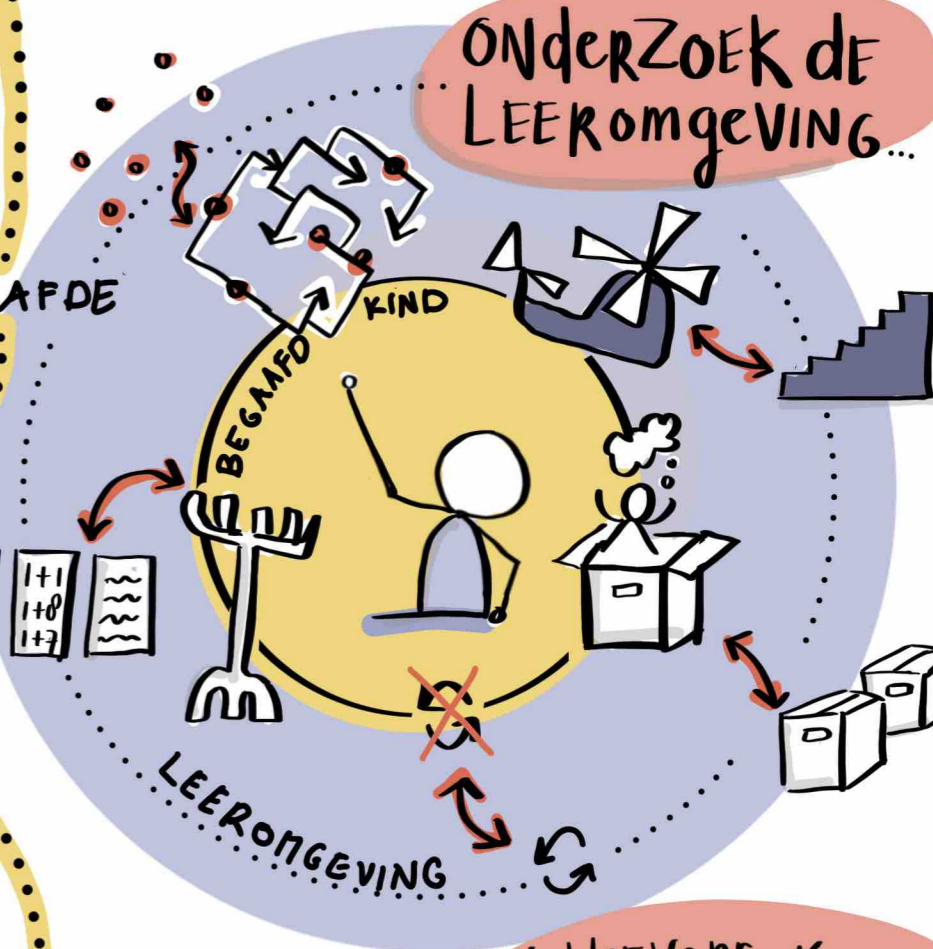 ONDERZOEK DE
LEEROMGEVING...
AFDE
BEGAAFD KIND
1+1
1+8
1+7
LEEROMGEVING